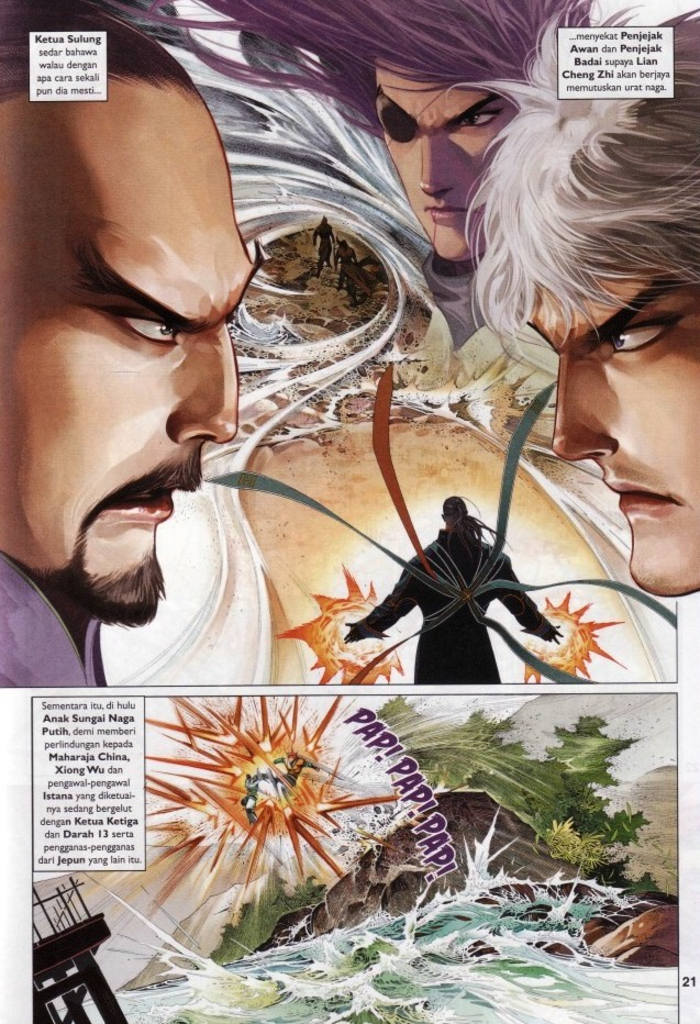 Ketua Sulung
sedar bahawa
walau dengan
apa cara sekali
pun dia mesti...
...menyekat Penjejak
Awan dan Penjejak
Badai supaya Lian
Cheng Zhi akan berjaya
memutuskan urat naga.
Sementara itu, di hulu
Anak Sungai Naga
Putih, demi memberi
perlindungan kepada
Maharaja China,
Xiong Wu dan
pengawal-pengawal
Istana yang diketuai-
nya sedang bergelut
dengan Ketua Ketiga
dan Darah 13 serta
pengganas-pengganas
dari Jepun yang lain itu.
PAP! PAP! PAP!
21